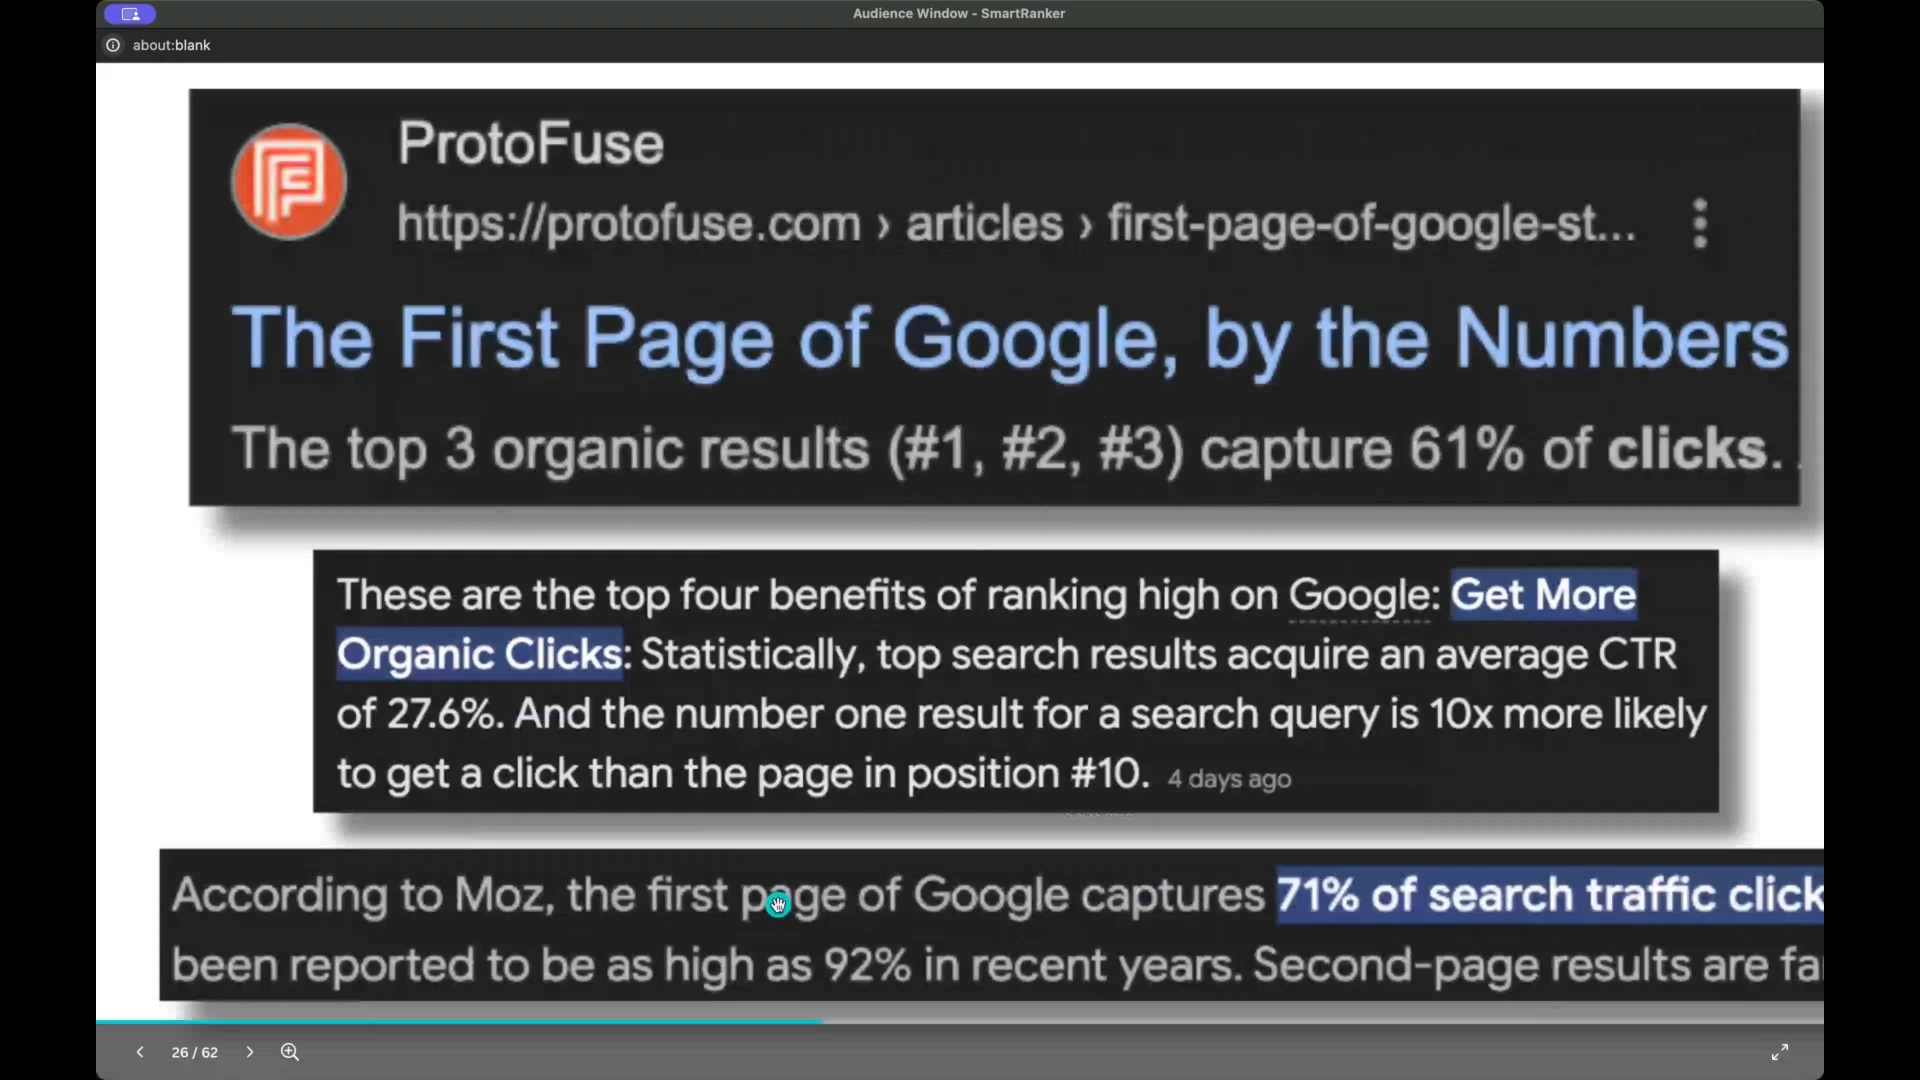 Audience Window - SmartRanker
about:blank
ProtoFuse
https://protofuse.com › articles › first-page-of-google-st...
The First Page of Google, by the Numbers
The top 3 organic results (#1, #2, #3) capture 61% of clicks.
These are the top four benefits of ranking high on Google: Get More
Organic Clicks: Statistically, top search results acquire an average CTR
of 27.6%. And the number one result for a search query is 10x more likely
to get a click than the page in position #10. 4 days ago
According to Moz, the first page of Google captures 71% of search traffic click
been reported to be as high as 92% in recent years. Second-page results are fa
26 / 62